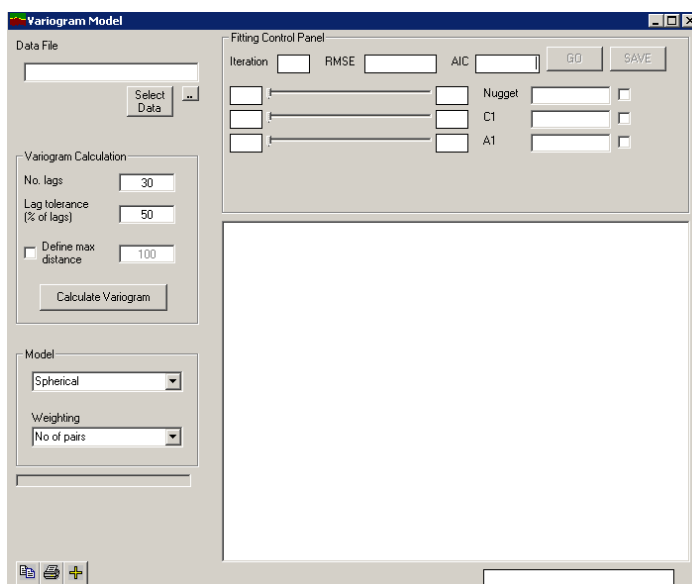 Variogram Model
Data File
Select
Data
..
Variogram Calculation
No. lags 30
Lag tolerance
(% of lags) 50
Define max
distance 100
Calculate Variogram
Model
Spherical
Weighting
No of pairs
Fitting Control Panel
Iteration RMSE AIC GO SAVE
Nugget
C1
A1